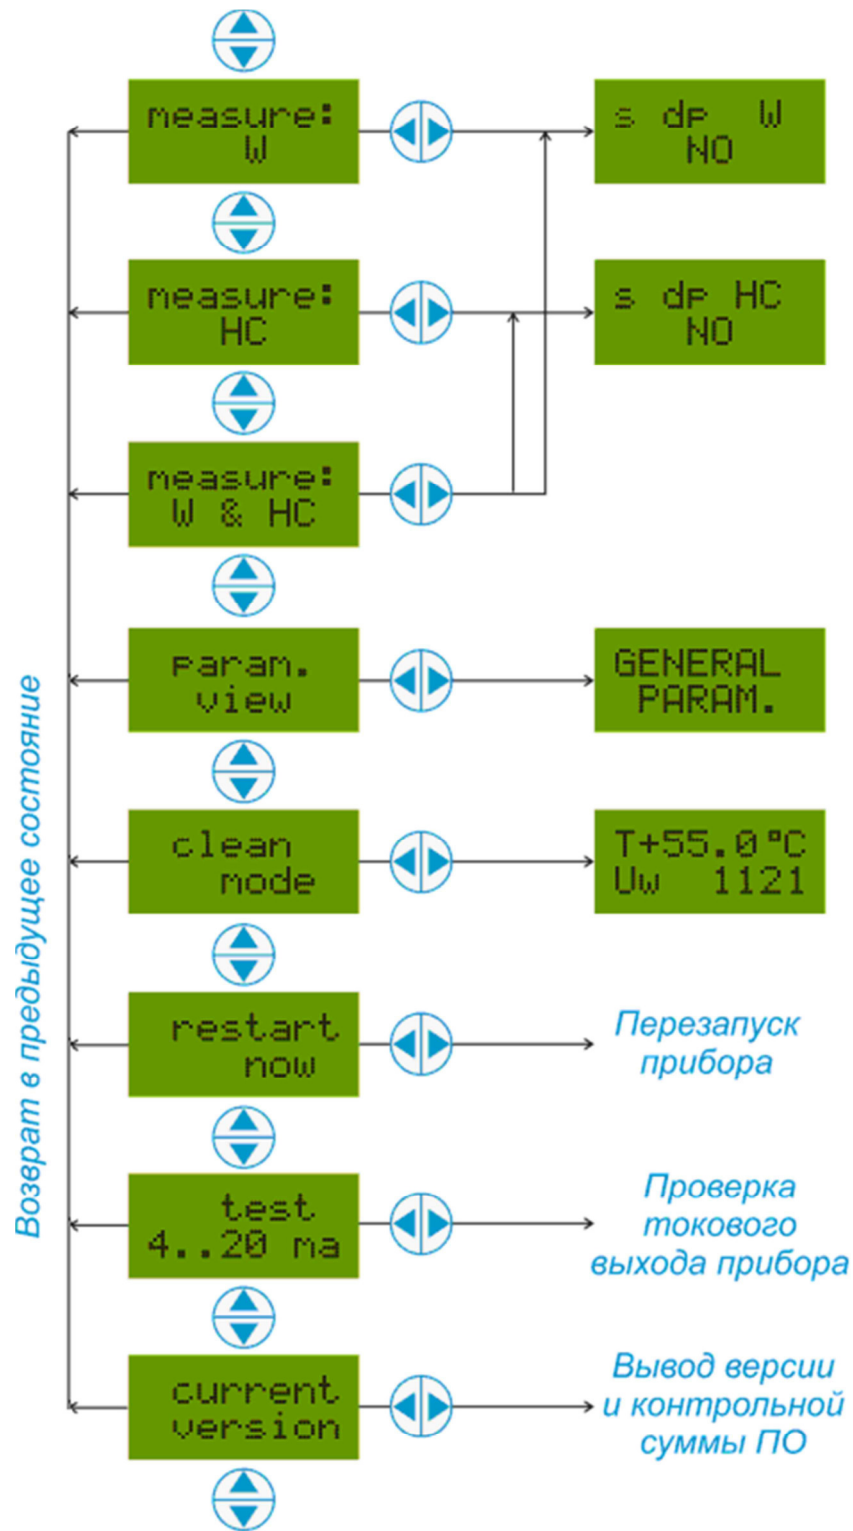 measure:
W
s dp W
NO
measure:
HC
s dp HC
NO
measure:
W & HC
param.
view
GENERAL
PARAM.
clean
mode
T+55.0°C
Uw 1121
restart
now
Перезапуск
прибора
test
4..20 ma
Проверка
токового
выхода прибора
current
version
Вывод версии
и контрольной
суммы ПО
Возврат в предыдущее состояние